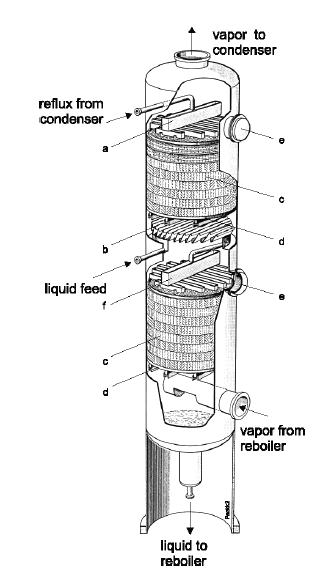 vapor to
condenser
reflux from
condenser
a
e
c
b
d
liquid feed
f
e
c
d
vapor from
reboiler
liquid to
reboiler